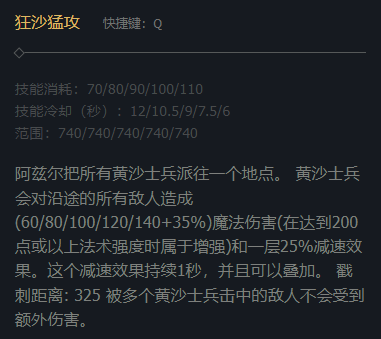 狂沙猛攻 快捷键：Q
技能消耗：70/80/90/100/110
技能冷却（秒）：12/10.5/9/7.5/6
范围：740/740/740/740/740
阿兹尔把所有黄沙士兵派往一个地点。 黄沙士兵
会对沿途的所有敌人造成
(60/80/100/120/140+35%)魔法伤害(在达到200
点或以上法术强度时属于增强)和一层25%减速效
果。这个减速效果持续1秒，并且可以叠加。 戳
刺距离: 325 被多个黄沙士兵击中的敌人不会受到
额外伤害。